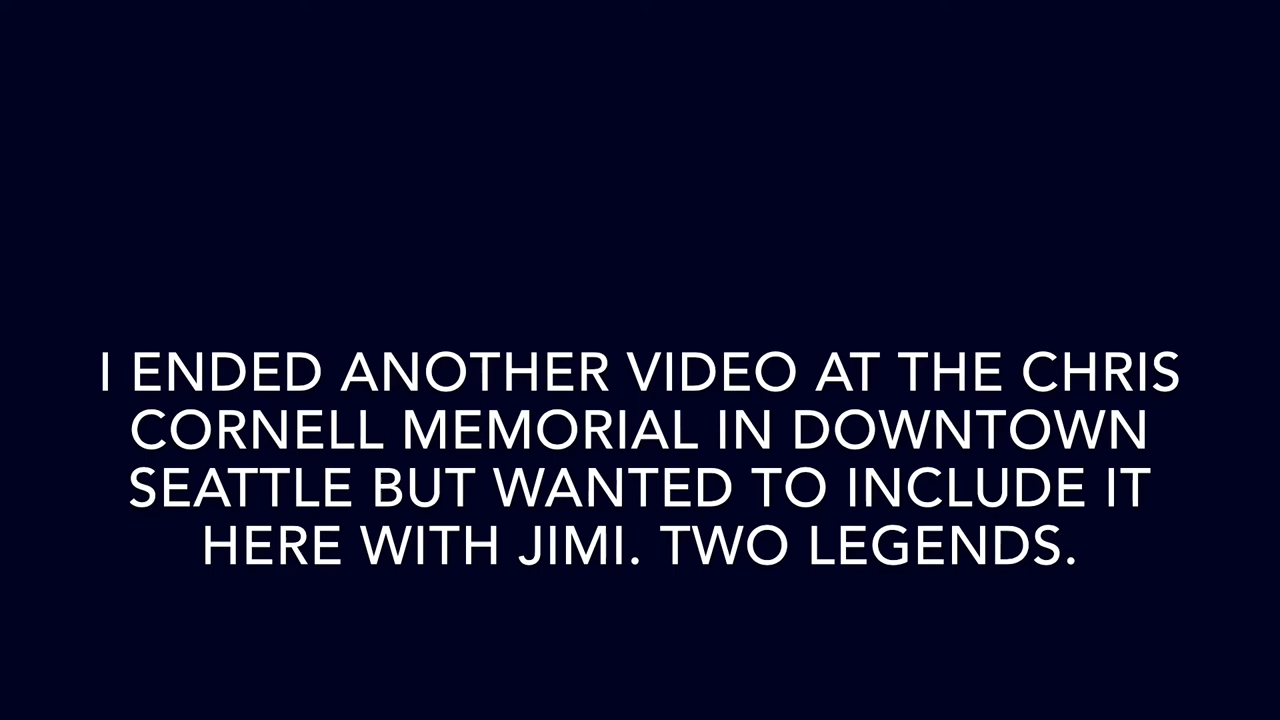 I ENDED ANOTHER VIDEO AT THE CHRIS
CORNELL MEMORIAL IN DOWNTOWN
SEATTLE BUT WANTED TO INCLUDE IT
HERE WITH JIMI. TWO LEGENDS.